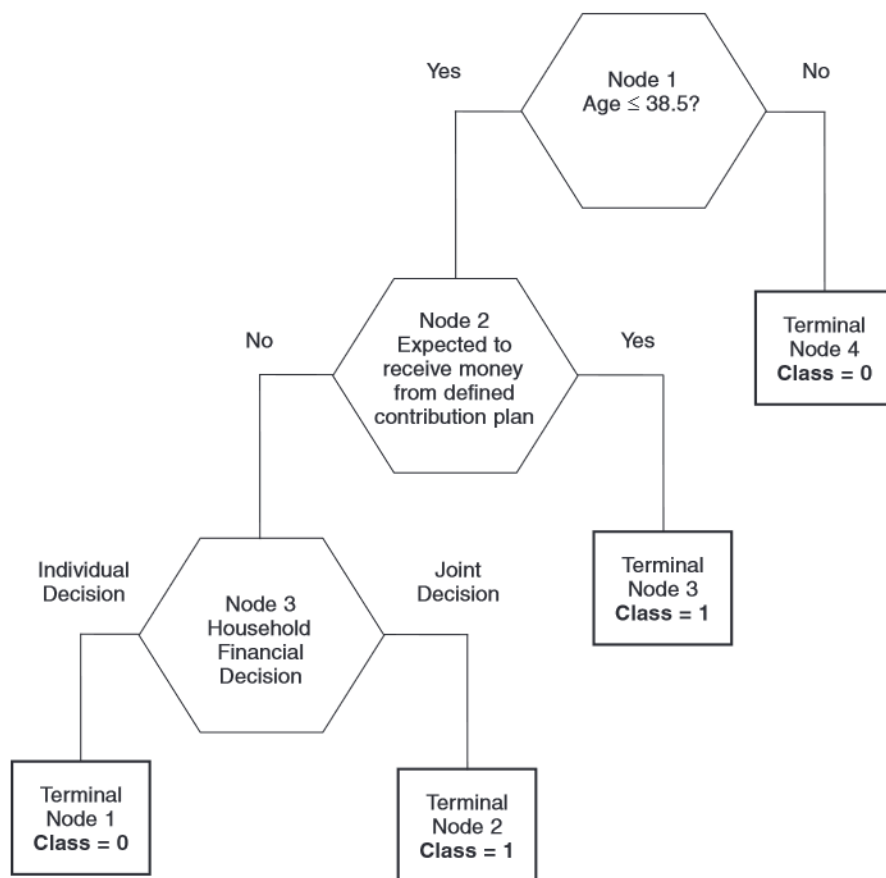 Yes
Node 1
Age ≤ 38.5?
No
No
Node 2
Expected to
receive money
from defined
contribution plan
Yes
Terminal
Node 4
Class = 0
Individual
Decision
Node 3
Household
Financial
Decision
Joint
Decision
Terminal
Node 3
Class = 1
Terminal
Node 1
Class = 0
Terminal
Node 2
Class = 1